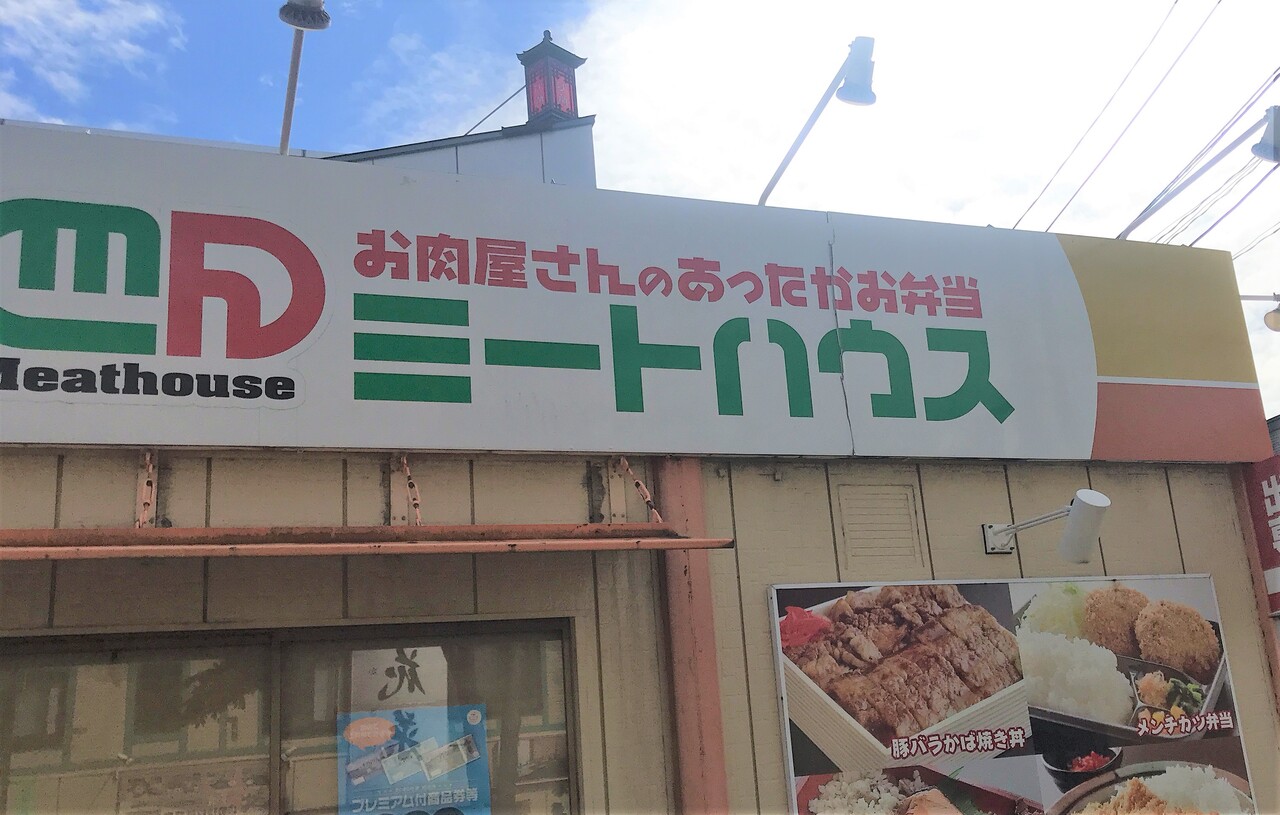 お肉屋さんのあったかお弁当
ミートハウス
Meathouse
豚バラかば焼き丼
メンチカツ弁当
プレミアム付商品券等